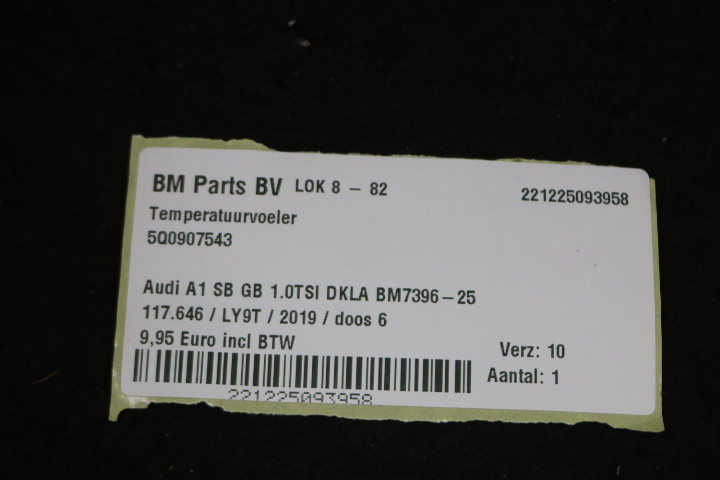 BM Parts BV LOK 8 - 82
221225093958
Temperatuurvoeler
5Q0907543
Audi A1 SB GB 1.0TSI DKLA BM7396-25
117.646 / LY9T / 2019 / doos 6
9,95 Euro incl BTW
Verz: 10
Aantal: 1
221225093958